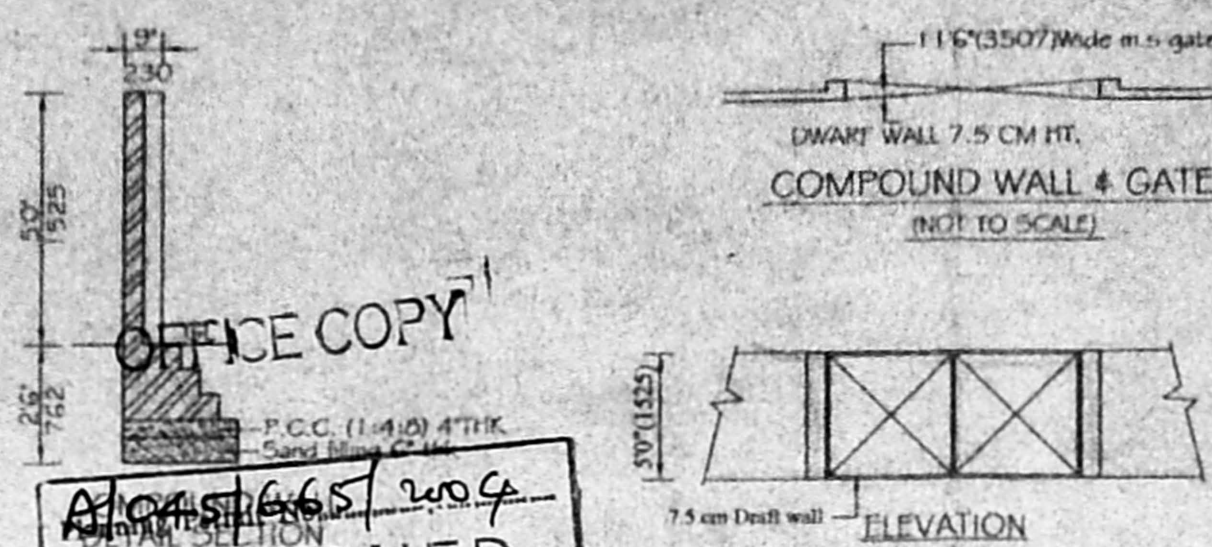 9"
230
5'0"
1525
2'6"
762
OFFICE COPY
P.C.C. (1:4:8) 4"THK
Sand filling 6" thk
A/045/665/2004
DETAIL SECTION
11'6"(3507)Wide m.s gate
DWARF WALL 7.5 CM HT.
COMPOUND WALL & GATE
(NOT TO SCALE)
5'0"(1525)
7.5 cm Draft wall
ELEVATION